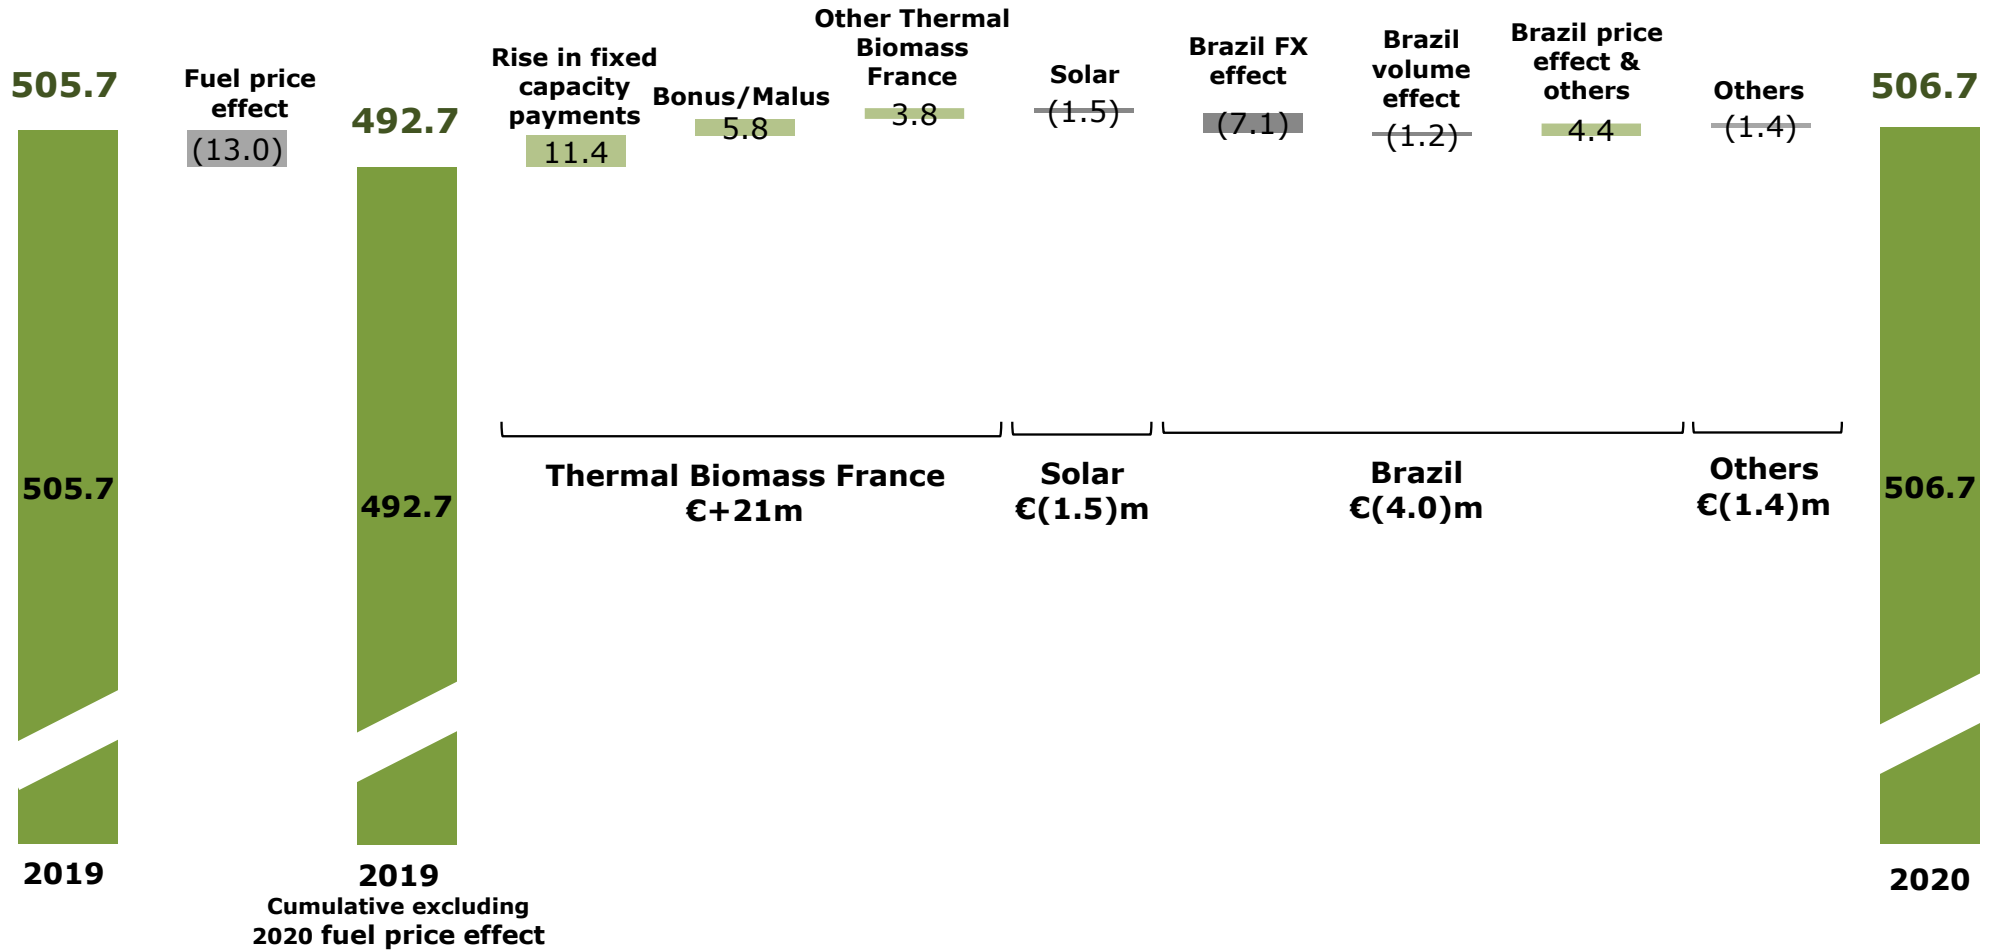 505.7
Fuel price
effect
(13.0)
492.7
Rise in fixed
capacity
payments
11.4
Bonus/Malus
5.8
Other Thermal
Biomass
France
3.8
Solar
(1.5)
Brazil FX
effect
(7.1)
Brazil
volume
effect
(1.2)
Brazil price
effect &
others
4.4
Others
(1.4)
506.7
505.7
492.7
Thermal Biomass France
€+21m
Solar
€(1.5)m
Brazil
€(4.0)m
Others
€(1.4)m
506.7
2019
2019
Cumulative excluding
2020 fuel price effect
2020